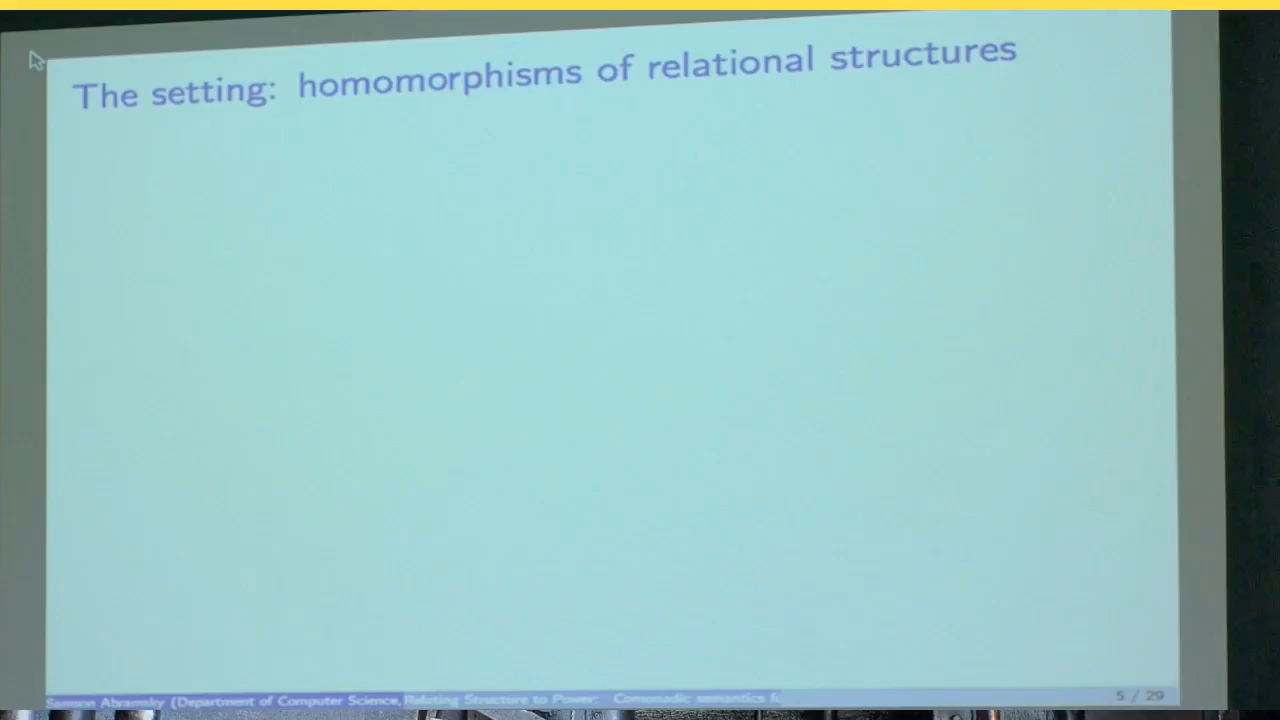 The setting: homomorphisms of relational structures
Samson Abramsky (Department of Computer Science, Relating Structure to Power: Comonadic semantics f 5 / 29